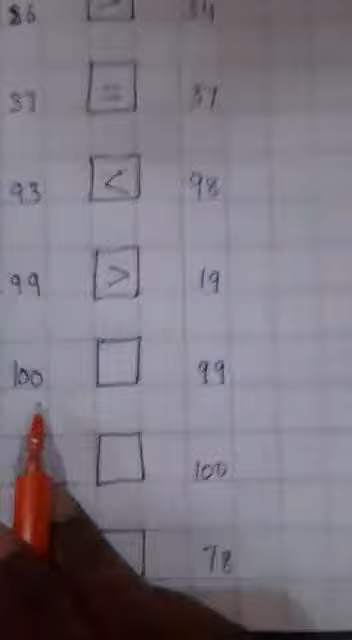 86 >
37 = 37
93 < 98
99 > 19
100 □ 99
□ 100
□ 78